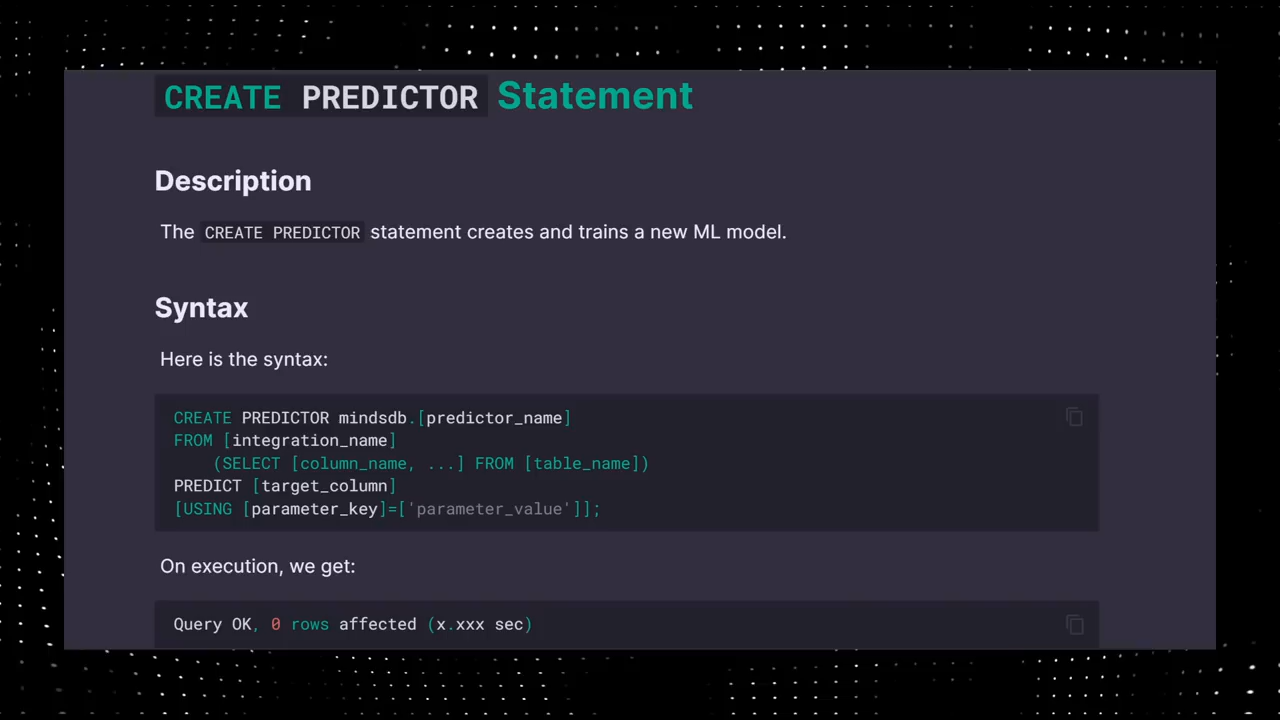 CREATE PREDICTOR Statement
Description
The CREATE PREDICTOR statement creates and trains a new ML model.
Syntax
Here is the syntax:
CREATE PREDICTOR mindsdb.[predictor_name]
FROM [integration_name]
    (SELECT [column_name, ...] FROM [table_name])
PREDICT [target_column]
[USING [parameter_key]=['parameter_value']];
On execution, we get:
Query OK, 0 rows affected (x.xxx sec)